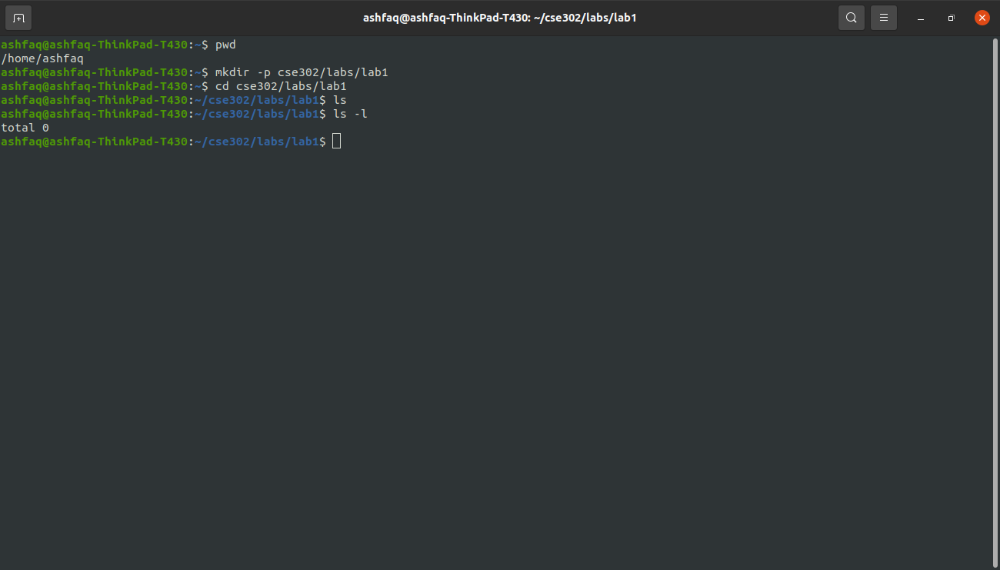 ashfaq@ashfaq-ThinkPad-T430: ~/cse302/labs/lab1
ashfaq@ashfaq-ThinkPad-T430:~$ pwd
/home/ashfaq
ashfaq@ashfaq-ThinkPad-T430:~$ mkdir -p cse302/labs/lab1
ashfaq@ashfaq-ThinkPad-T430:~$ cd cse302/labs/lab1
ashfaq@ashfaq-ThinkPad-T430:~/cse302/labs/lab1$ ls
ashfaq@ashfaq-ThinkPad-T430:~/cse302/labs/lab1$ ls -l
total 0
ashfaq@ashfaq-ThinkPad-T430:~/cse302/labs/lab1$